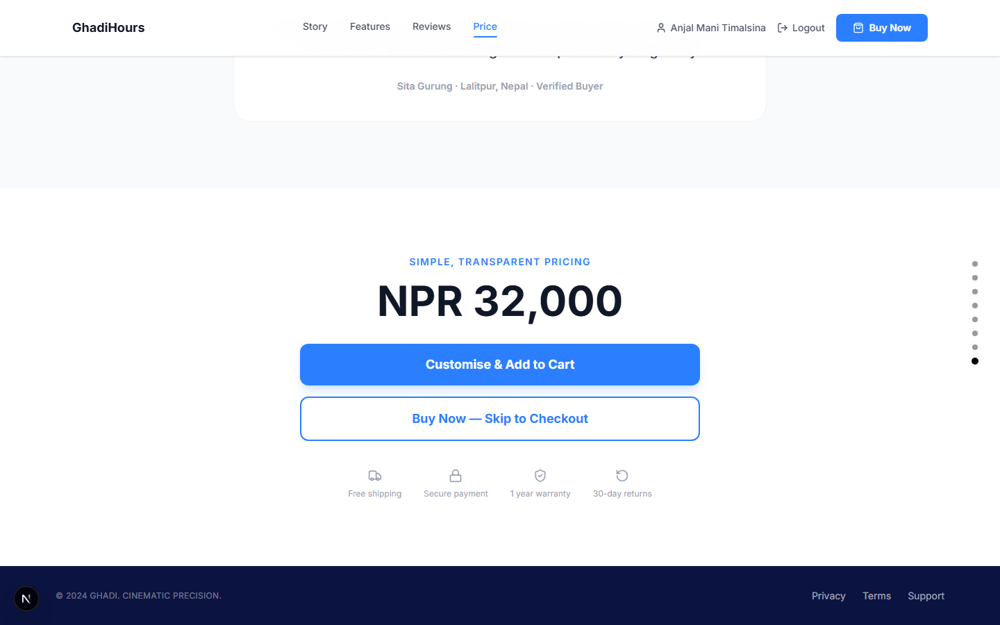 GhadiHours
Story Features Reviews Price
Anjal Mani Timalsina Logout Buy Now
Sita Gurung · Lalitpur, Nepal · Verified Buyer
SIMPLE, TRANSPARENT PRICING
NPR 32,000
Customise & Add to Cart
Buy Now — Skip to Checkout
Free shipping Secure payment 1 year warranty 30-day returns
© 2024 GHADI. CINEMATIC PRECISION.
Privacy Terms Support